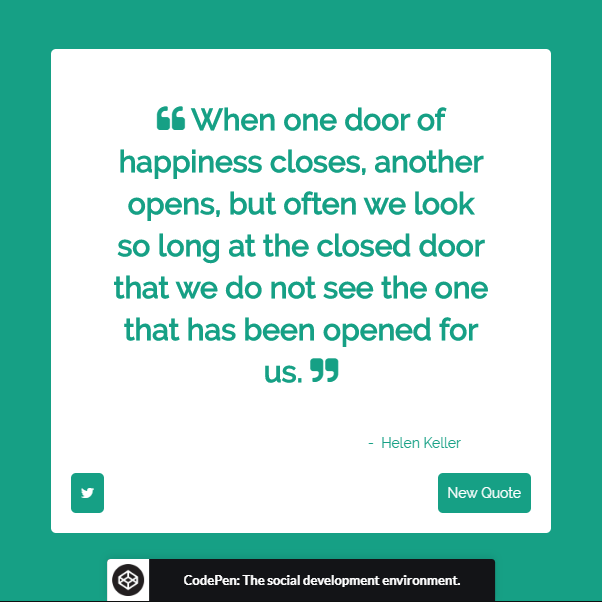 ❝ When one door of
happiness closes, another
opens, but often we look
so long at the closed door
that we do not see the one
that has been opened for
us. ❞
- Helen Keller
New Quote
CodePen: The social development environment.